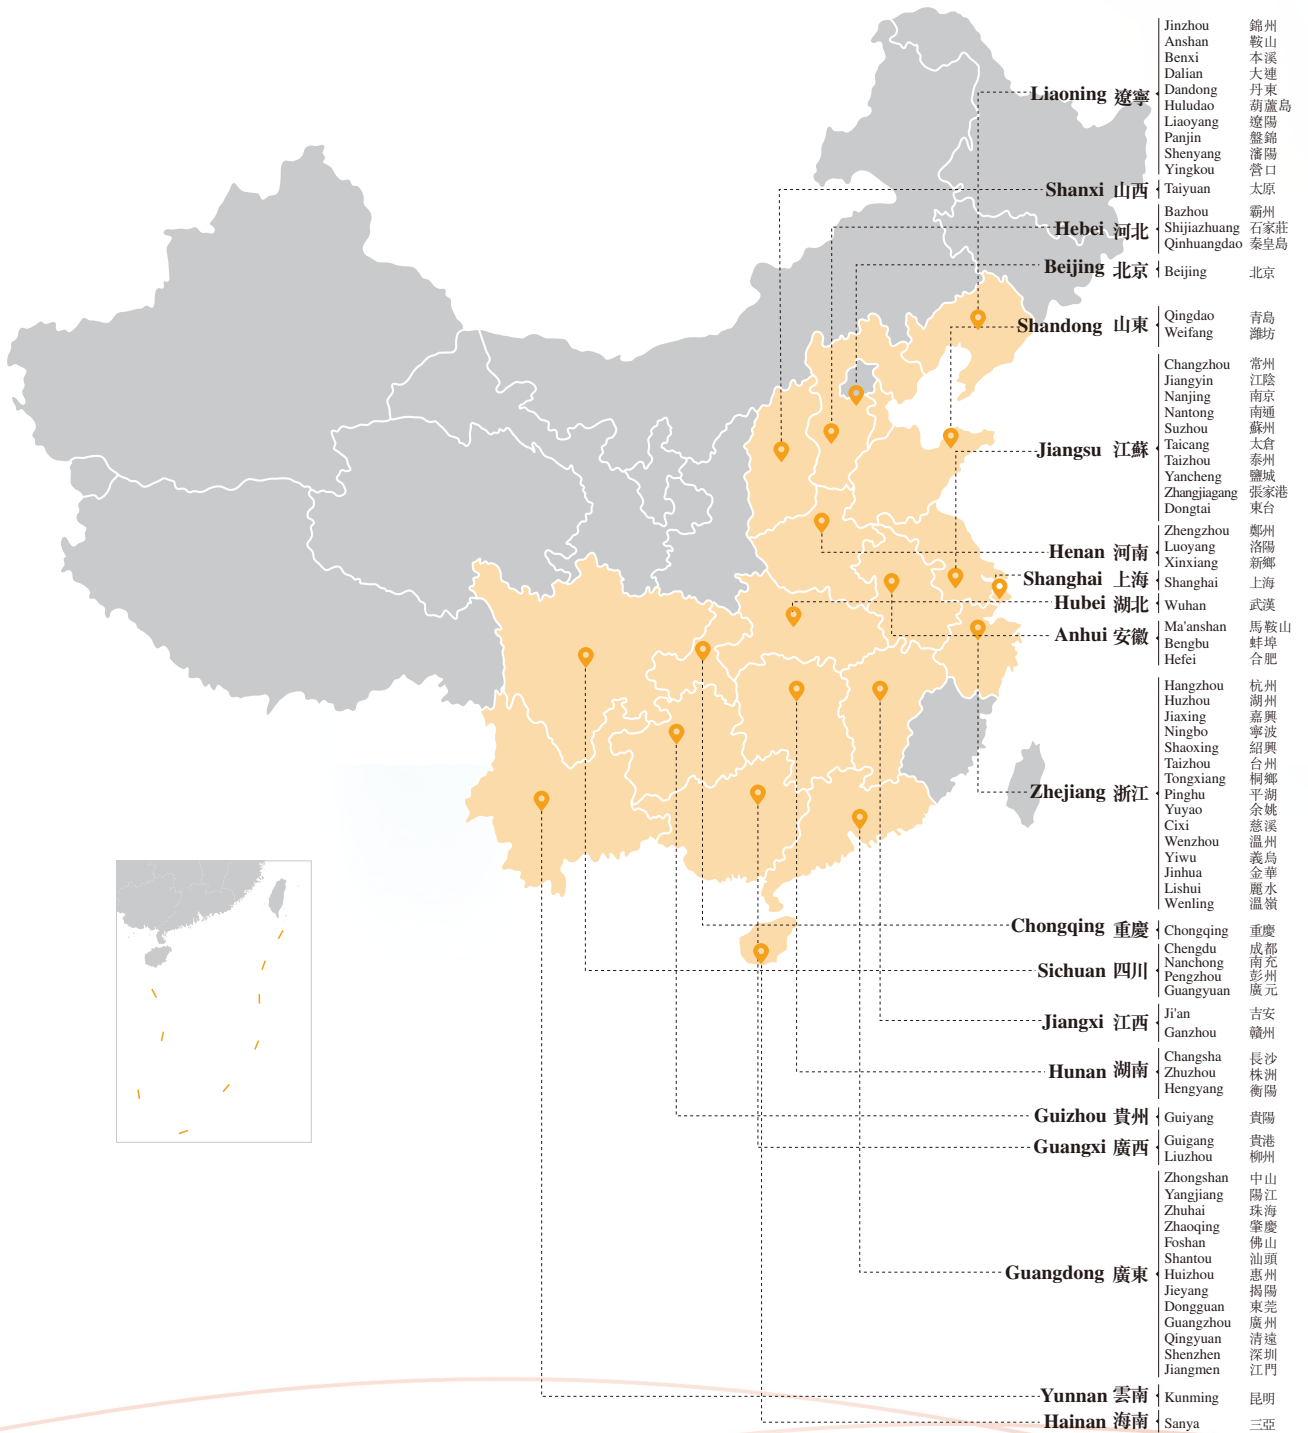 Liaoning 遼寧
Jinzhou 錦州
Anshan 鞍山
Benxi 本溪
Dalian 大連
Dandong 丹東
Huludao 葫蘆島
Liaoyang 遼陽
Panjin 盤錦
Shenyang 瀋陽
Yingkou 營口
Shanxi 山西
Taiyuan 太原
Hebei 河北
Bazhou 霸州
Shijiazhuang 石家莊
Qinhuangdao 秦皇島
Beijing 北京
Beijing 北京
Shandong 山東
Qingdao 青島
Weifang 濰坊
Jiangsu 江蘇
Changzhou 常州
Jiangyin 江陰
Nanjing 南京
Nantong 南通
Suzhou 蘇州
Taicang 太倉
Taizhou 泰州
Yancheng 鹽城
Zhangjiagang 張家港
Dongtai 東台
Henan 河南
Zhengzhou 鄭州
Luoyang 洛陽
Xinxiang 新鄉
Shanghai 上海
Shanghai 上海
Hubei 湖北
Wuhan 武漢
Anhui 安徽
Ma'anshan 馬鞍山
Bengbu 蚌埠
Hefei 合肥
Zhejiang 浙江
Hangzhou 杭州
Huzhou 湖州
Jiaxing 嘉興
Ningbo 寧波
Shaoxing 紹興
Taizhou 台州
Tongxiang 桐鄉
Pinghu 平湖
Yuyao 余姚
Cixi 慈溪
Wenzhou 溫州
Yiwu 義烏
Jinhua 金華
Lishui 麗水
Wenling 溫嶺
Chongqing 重慶
Chongqing 重慶
Sichuan 四川
Chengdu 成都
Nanchong 南充
Pengzhou 彭州
Guangyuan 廣元
Jiangxi 江西
Ji'an 吉安
Ganzhou 贛州
Hunan 湖南
Changsha 長沙
Zhuzhou 株洲
Hengyang 衡陽
Guizhou 貴州
Guiyang 貴陽
Guangxi 廣西
Guigang 貴港
Liuzhou 柳州
Guangdong 廣東
Zhongshan 中山
Yangjiang 陽江
Zhuhai 珠海
Zhaoqing 肇慶
Foshan 佛山
Shantou 汕頭
Huizhou 惠州
Jieyang 揭陽
Dongguan 東莞
Guangzhou 廣州
Qingyuan 清遠
Shenzhen 深圳
Jiangmen 江門
Yunnan 雲南
Kunming 昆明
Hainan 海南
Sanya 三亞